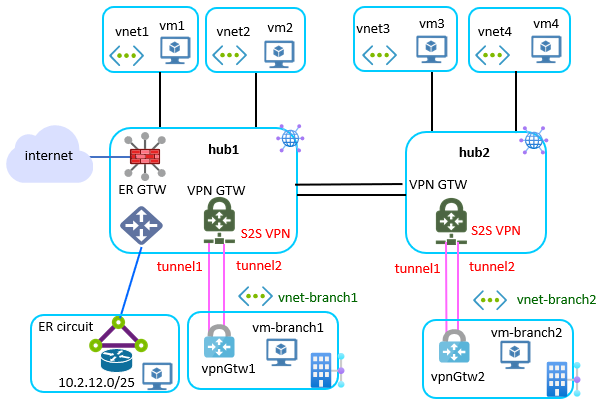 vnet1
vm1
vnet2
vm2
vnet3
vm3
vnet4
vm4
internet
hub1
hub2
ER GTW
VPN GTW
VPN GTW
S2S VPN
S2S VPN
tunnel1
tunnel2
tunnel1
tunnel2
vnet-branch1
vnet-branch2
ER circuit
10.2.12.0/25
vm-branch1
vpnGtw1
vm-branch2
vpnGtw2